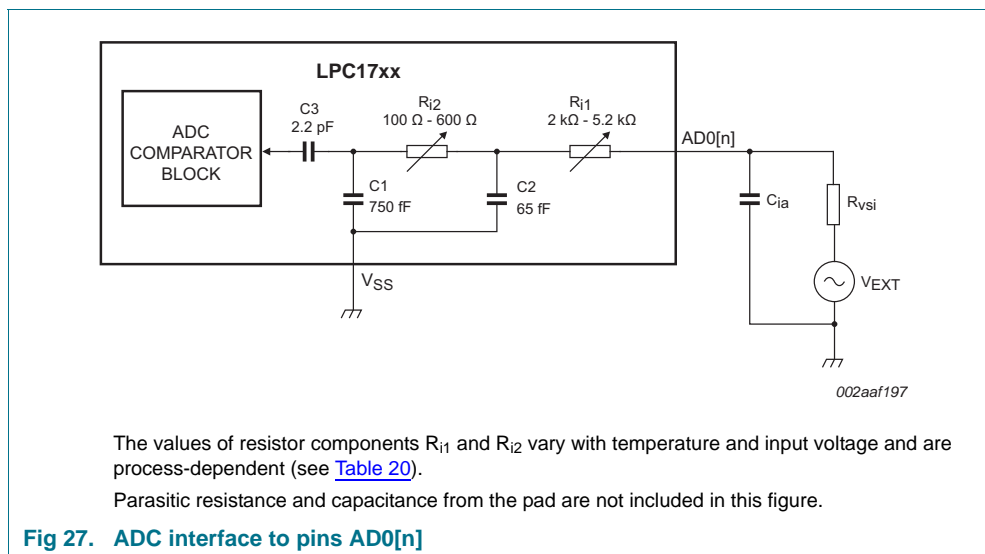 LPC17xx
ADC
COMPARATOR
BLOCK
C3
2.2 pF
Ri2
100 Ω - 600 Ω
Ri1
2 kΩ - 5.2 kΩ
AD0[n]
C1
750 fF
C2
65 fF
Cia
Rvsi
VSS
VEXT
002aaf197
The values of resistor components Ri1 and Ri2 vary with temperature and input voltage and are
process-dependent (see Table 20).
Parasitic resistance and capacitance from the pad are not included in this figure.
Fig 27. ADC interface to pins AD0[n]